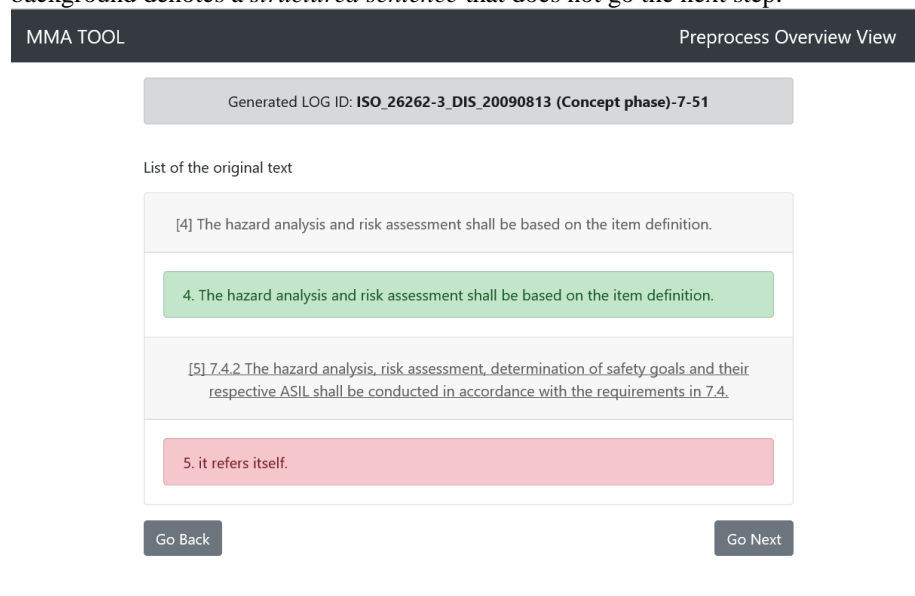 background denotes a structured sentence that does not go the next step.
MMA TOOL
Preprocess Overview View
Generated LOG ID: ISO_26262-3_DIS_20090813 (Concept phase)-7-51
List of the original text
[4] The hazard analysis and risk assessment shall be based on the item definition.
4. The hazard analysis and risk assessment shall be based on the item definition.
[5] 7.4.2 The hazard analysis, risk assessment, determination of safety goals and their
respective ASIL shall be conducted in accordance with the requirements in 7.4.
5. it refers itself.
Go Back
Go Next